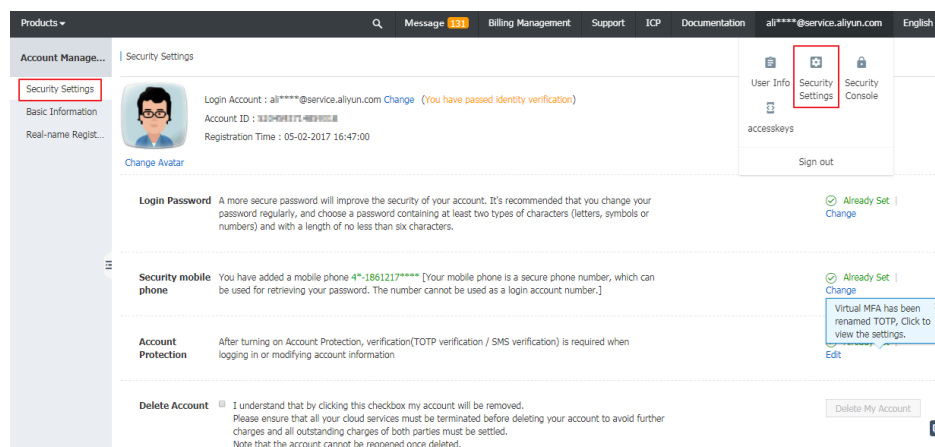 Products
Message 131 Billing Management Support ICP Documentation ali****@service.aliyun.com English
Account Manage...
Security Settings
Basic Information
Real-name Regist...
Security Settings
Login Account : ali****@service.aliyun.com Change (You have passed identity verification)
Account ID :
Registration Time : 05-02-2017 16:47:00
Change Avatar
User Info Security Settings Security Console
accesskeys
Sign out
Login Password A more secure password will improve the security of your account. It's recommended that you change your
password regularly, and choose a password containing at least two types of characters (letters, symbols or
numbers) and with a length of no less than six characters.
Already Set |
Change
Security mobile phone You have added a mobile phone 4*-1861217**** [Your mobile phone is a secure phone number, which can
be used for retrieving your password. The number cannot be used as a login account number.]
Already Set |
Change
Virtual MFA has been
renamed TOTP, Click to
view the settings.
Account Protection After turning on Account Protection, verification(TOTP verification / SMS verification) is required when
logging in or modifying account information
Edit
Delete Account I understand that by clicking this checkbox my account will be removed.
Please ensure that all your cloud services must be terminated before deleting your account to avoid further
charges and all outstanding charges of both parties must be settled.
Note that the account cannot be reopened once deleted.
Delete My Account